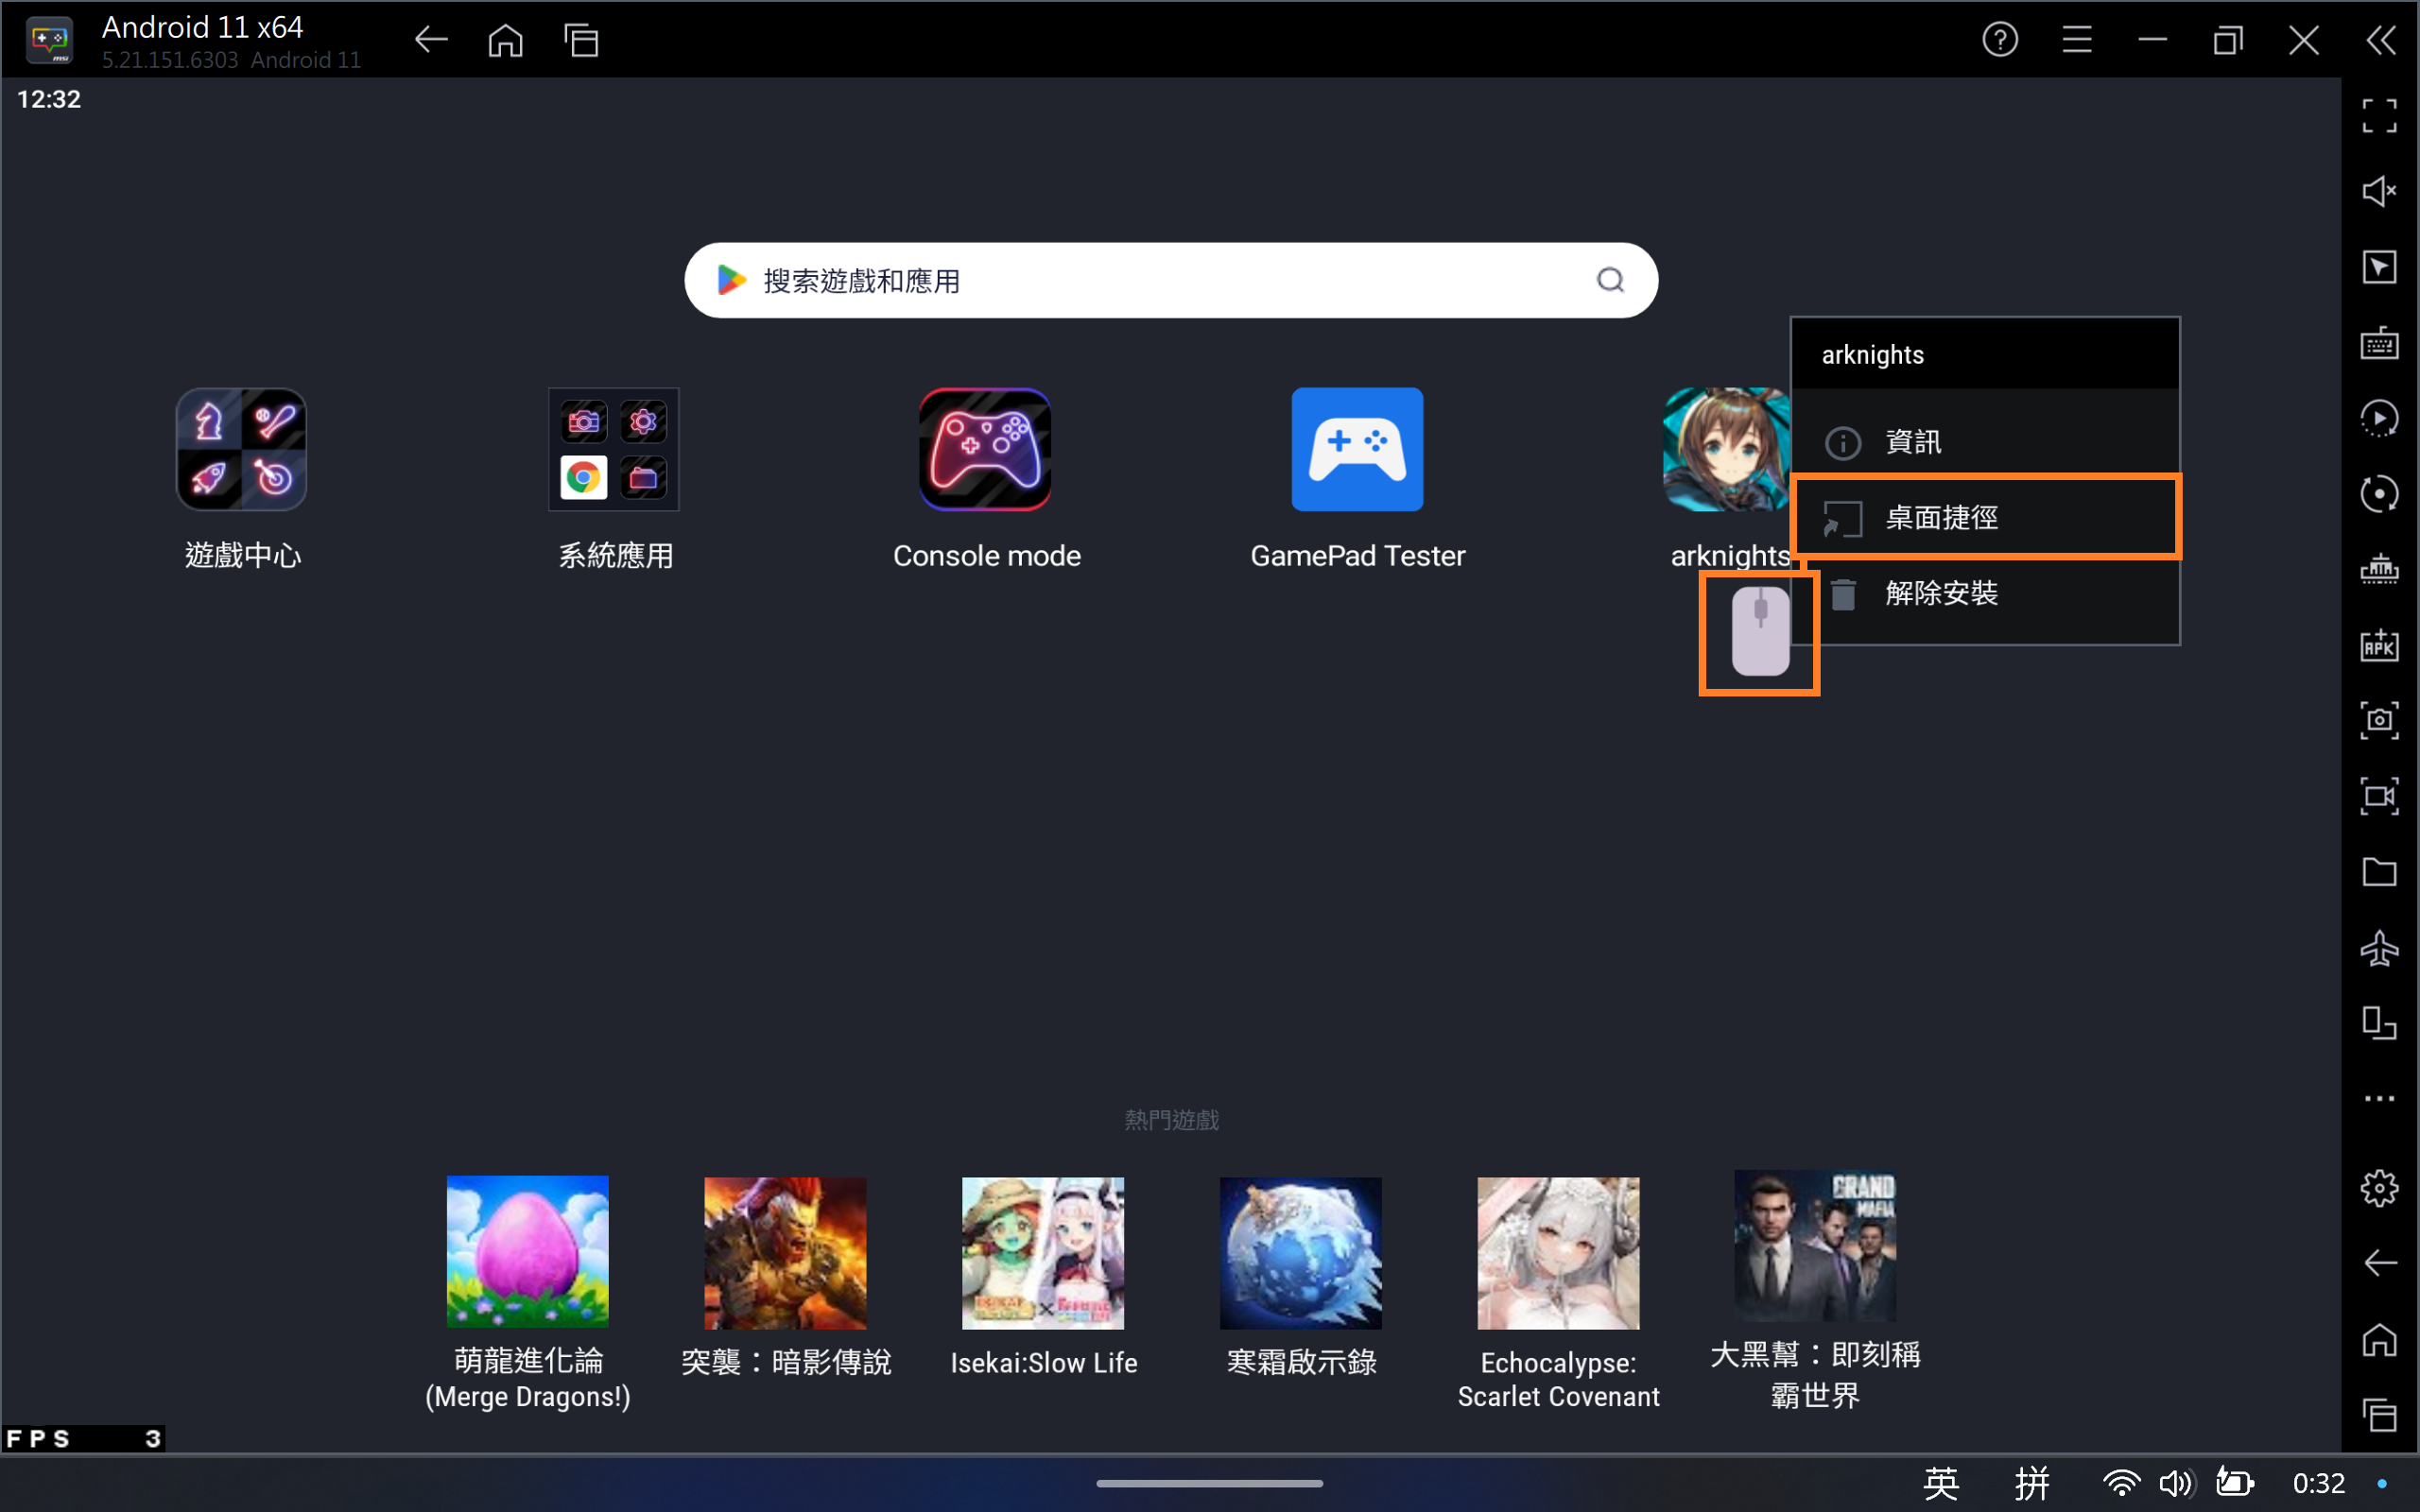 Android 11 x64
5.21.151.6303 Android 11
msi
12:32
搜索遊戲和應用
arknights
資訊
桌面捷徑
解除安裝
遊戲中心
系統應用
Console mode
GamePad Tester
arknights
APK
熱門遊戲
GRAND
MAFIA
萌龍進化論
(Merge Dragons!)
突襲：暗影傳說
Isekai:Slow Life
寒霜啟示錄
Echocalypse:
Scarlet Covenant
大黑幫：即刻稱
霸世界
FPS 3
英 拼 0:32